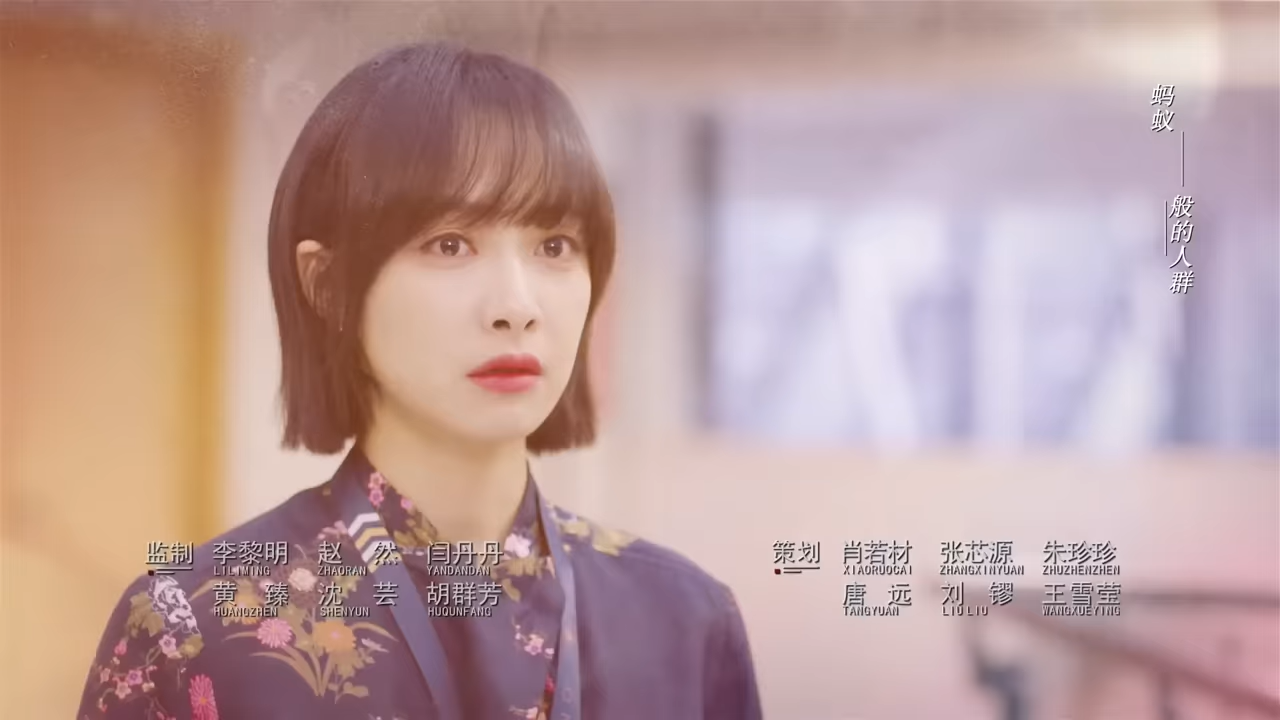 蚂蚁
一般的人群
监制 李黎明 赵然 闫丹丹
LILIMING ZHAORAN YANDANDAN
黄臻 沈芸 胡群芳
HUANGZHEN SHENYUN HUQUNFANG
策划 肖若材 张芯源 朱珍珍
XIAORUOCAI ZHANGXINYUAN ZHUZHENZHEN
唐远 刘镠 王雪莹
TANGYUAN LIULIU WANGXUEYING